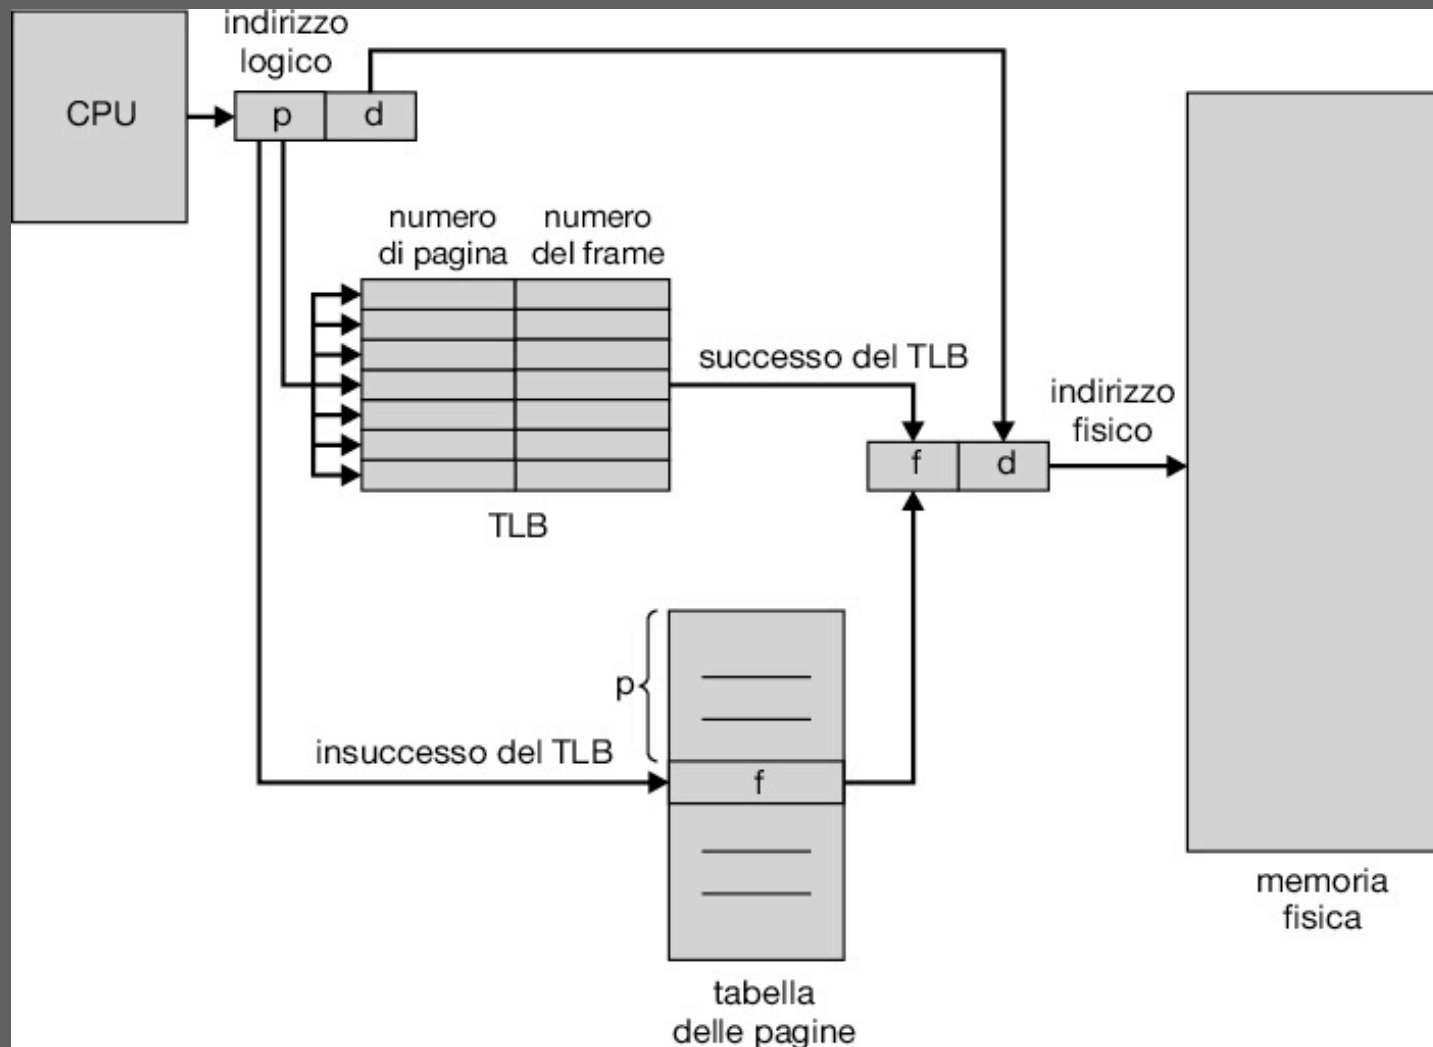 indirizzo
logico
CPU
p
d
numero
di pagina
numero
del frame
successo del TLB
indirizzo
fisico
f
d
TLB
p
insuccesso del TLB
f
memoria
fisica
tabella
delle pagine